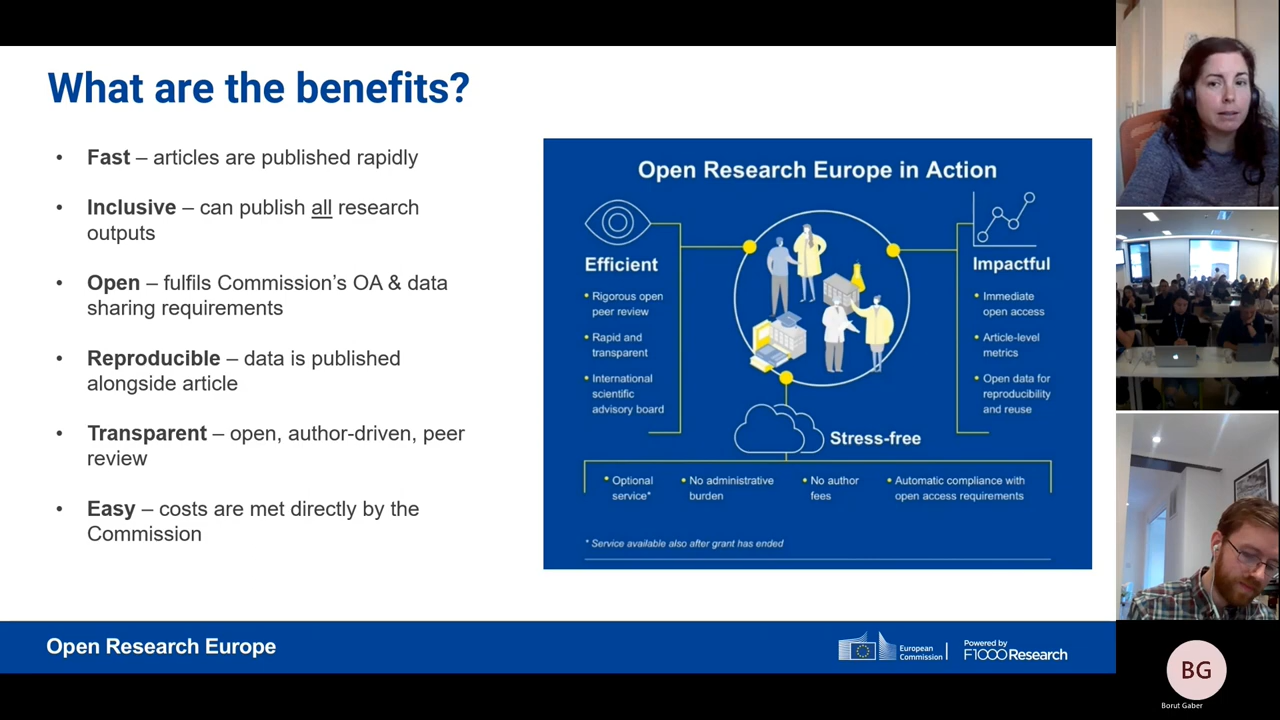 What are the benefits?
• Fast – articles are published rapidly
• Inclusive – can publish all research
outputs
• Open – fulfils Commission's OA & data
sharing requirements
• Reproducible – data is published
alongside article
• Transparent – open, author-driven, peer
review
• Easy – costs are met directly by the
Commission
Open Research Europe in Action
Efficient
• Rigorous open
peer review
• Rapid and
transparent
• International
scientific
advisory board
Impactful
• Immediate
open access
• Article-level
metrics
• Open data for
reproducibility
and reuse
Stress-free
• Optional
service*
• No administrative
burden
• No author
fees
• Automatic compliance with
open access requirements
* Service available also after grant has ended
Open Research Europe
European
Commission
Powered by
F1000Research
BG
Borut Gaber